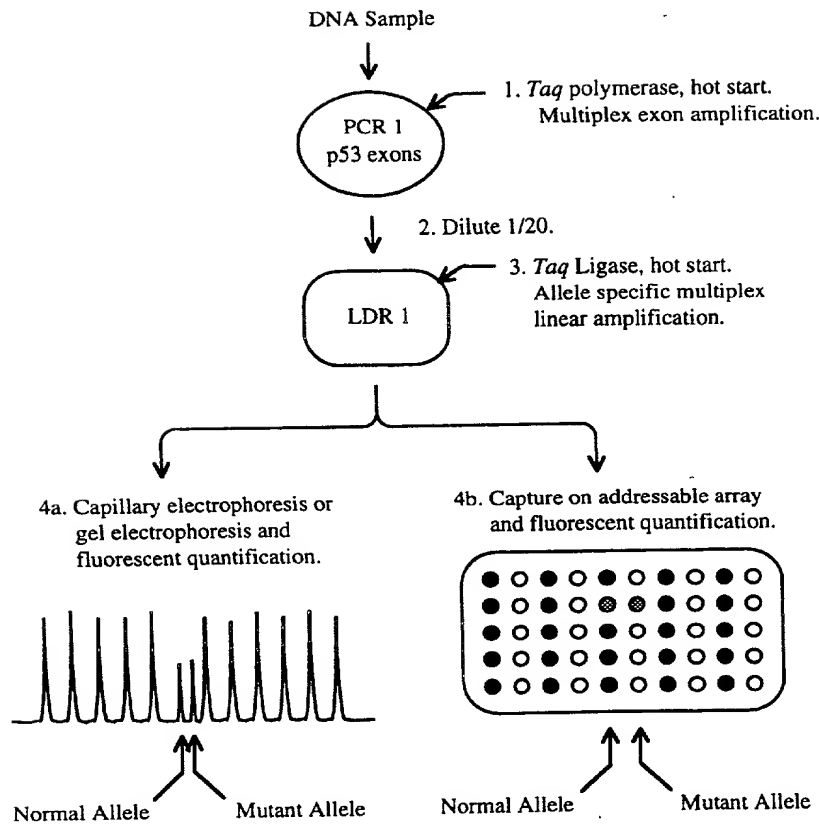 DNA Sample
1. Taq polymerase, hot start.
Multiplex exon amplification.
PCR 1
p53 exons
2. Dilute 1/20.
3. Taq Ligase, hot start.
Allele specific multiplex
linear amplification.
LDR 1
4a. Capillary electrophoresis or
gel electrophoresis and
fluorescent quantification.
4b. Capture on addressable array
and fluorescent quantification.
Normal Allele
Mutant Allele
Normal Allele
Mutant Allele